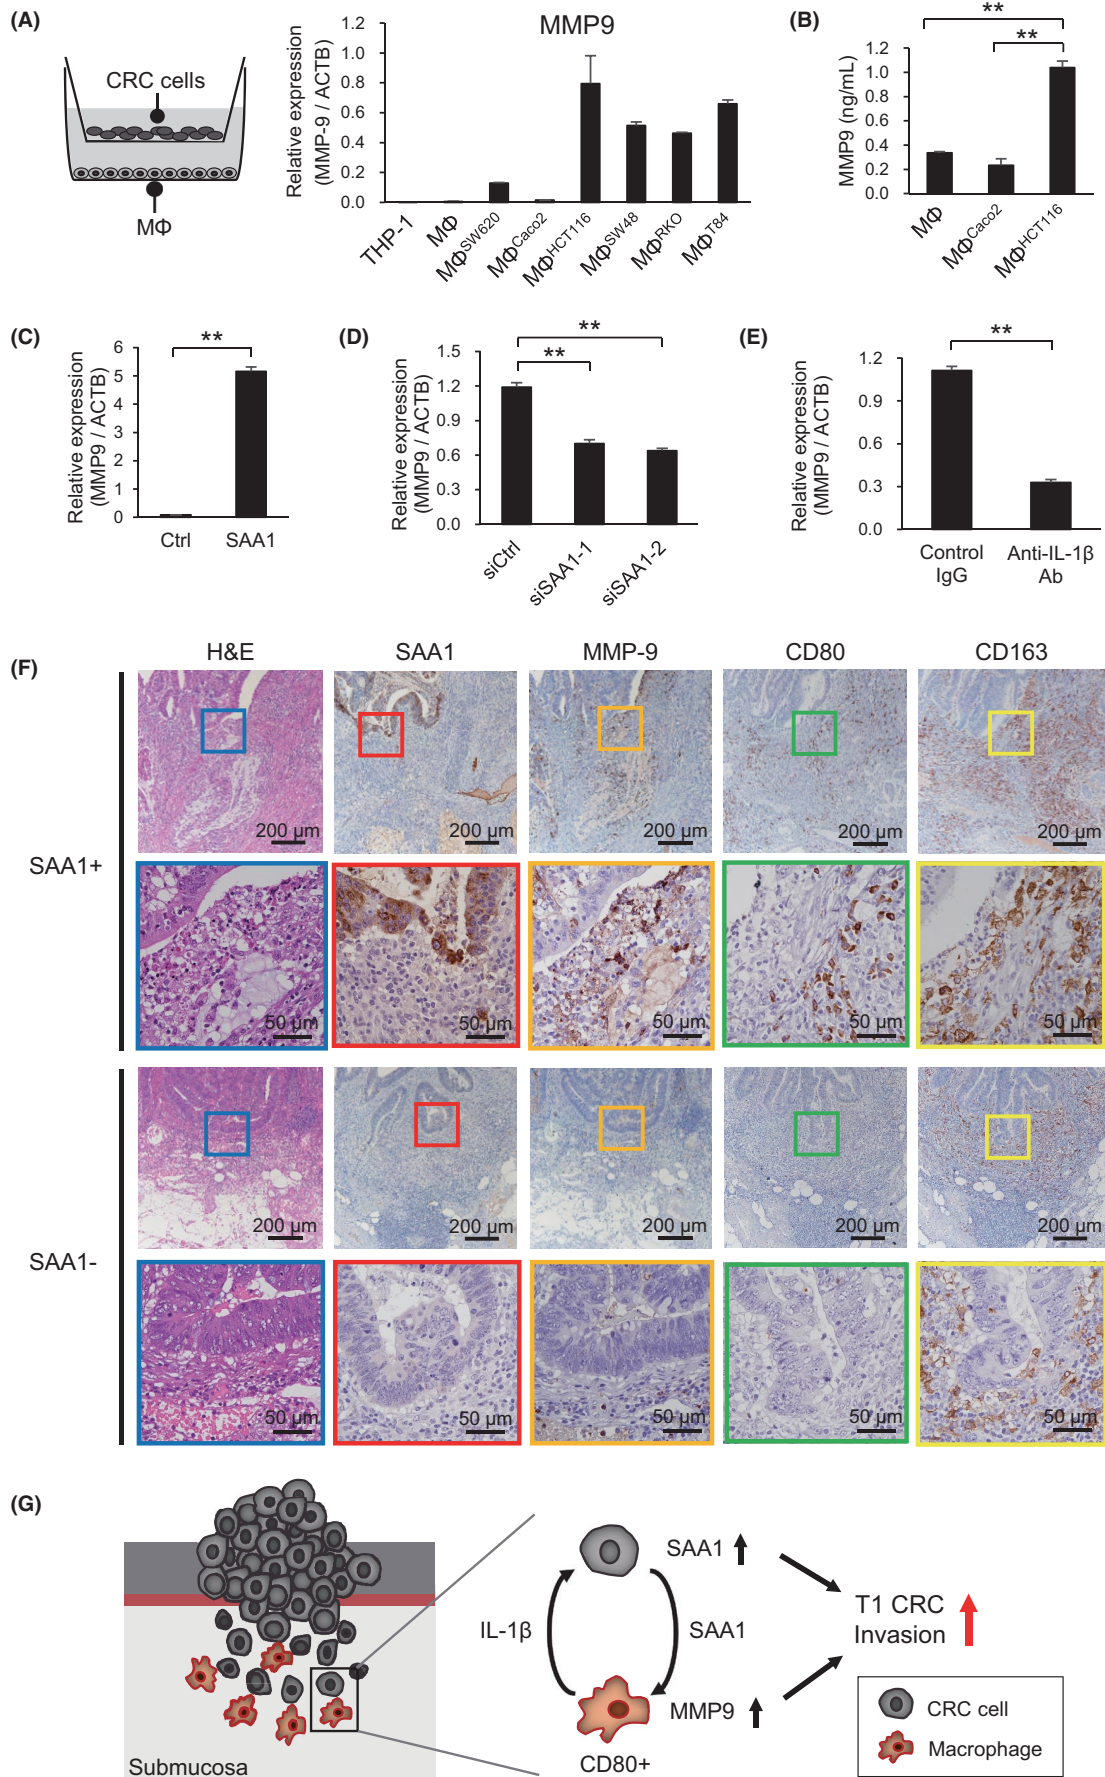 (A)
CRC cells
MΦ
MMP9
Relative expression
(MMP-9 / ACTB)
1.2
1.0
0.8
0.6
0.4
0.2
0.0
THP-1
MΦ
MΦSW620
MΦCaco2
MΦHCT116
MΦSW48
MΦRKO
MΦT84
(B)
**
**
MMP9 (ng/mL)
1.2
1.0
0.8
0.6
0.4
0.2
0.0
MΦ
MΦCaco2
MΦHCT116
(C)
**
Relative expression
(MMP9 / ACTB)
6
5
4
3
2
1
0
Ctrl
SAA1
(D)
**
**
Relative expression
(MMP9 / ACTB)
1.5
1.2
0.9
0.6
0.3
0.0
siCtrl
siSAA1-1
siSAA1-2
(E)
**
Relative expression
(MMP9 / ACTB)
1.2
0.9
0.6
0.3
0.0
Control
IgG
Anti-IL-1β
Ab
(F)
H&E SAA1 MMP-9 CD80 CD163
SAA1+
200 µm 200 µm 200 µm 200 µm 200 µm
50 µm 50 µm 50 µm 50 µm 50 µm
SAA1-
200 µm 200 µm 200 µm 200 µm 200 µm
50 µm 50 µm 50 µm 50 µm 50 µm
(G)
Submucosa
SAA1
IL-1β
SAA1
MMP9
CD80+
T1 CRC
Invasion
CRC cell
Macrophage